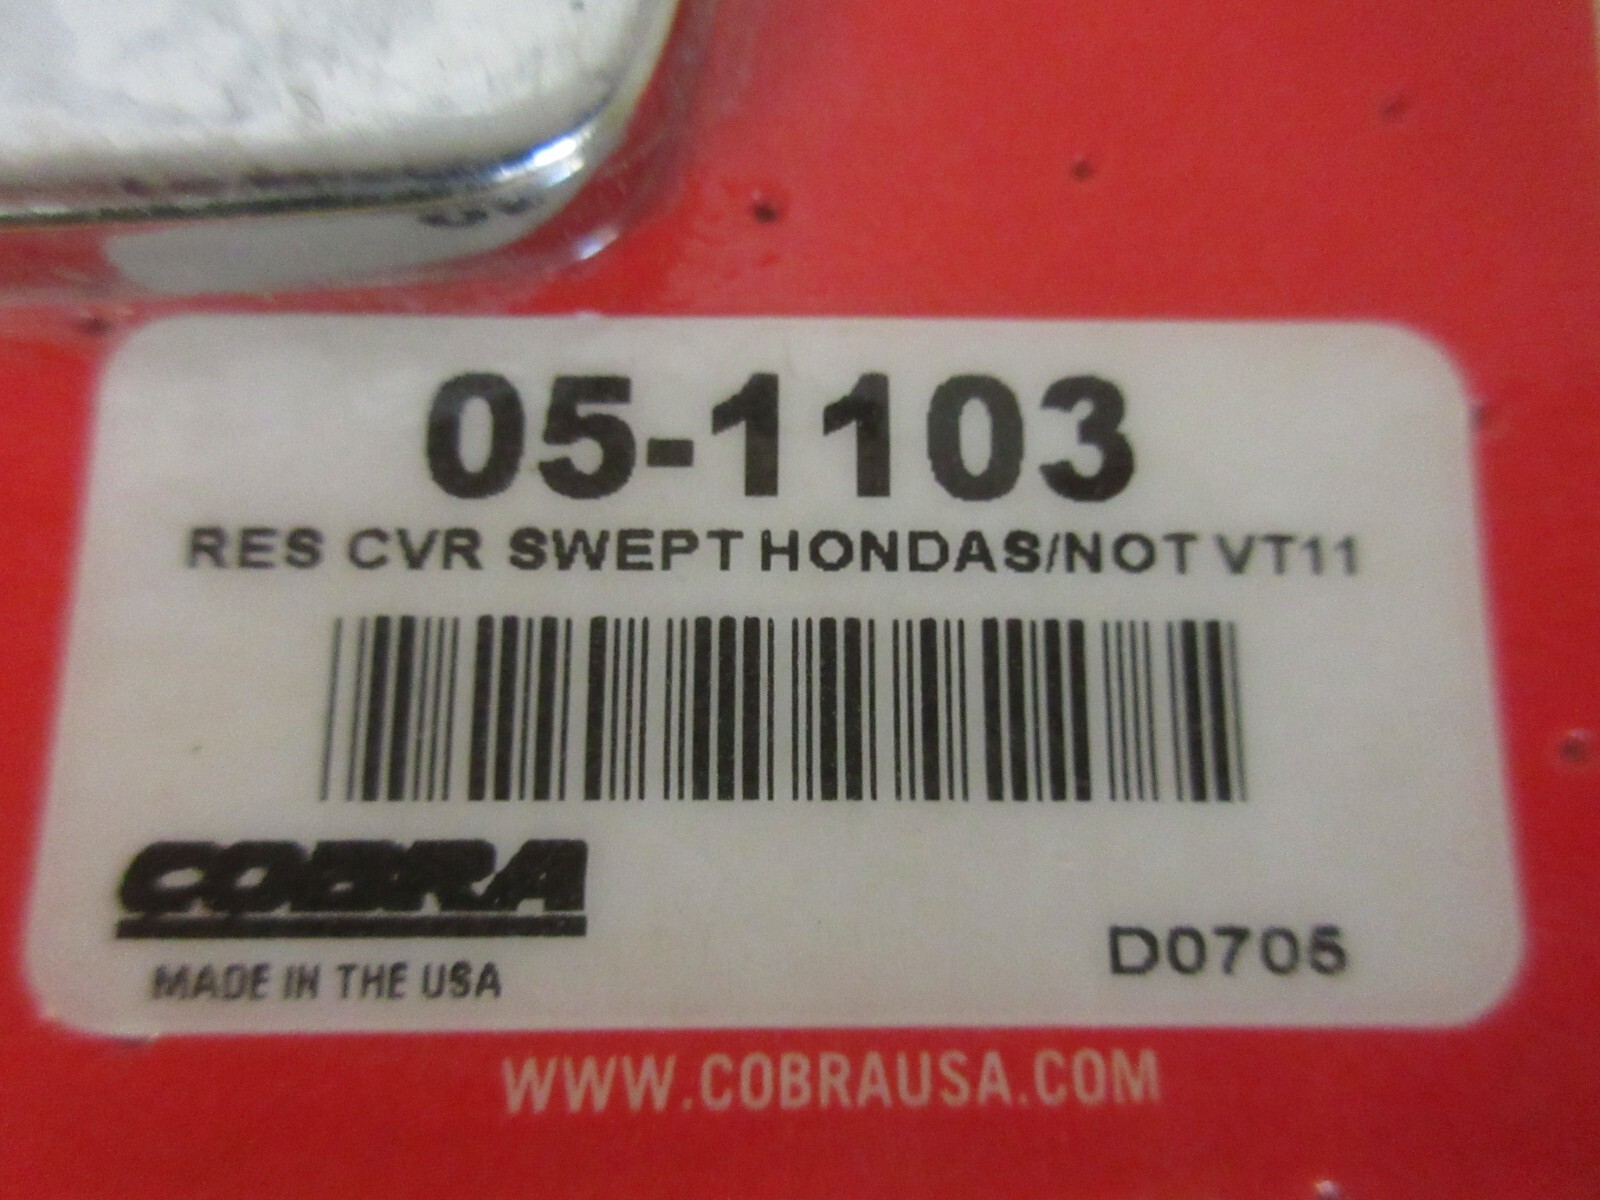 05-1103
RES CVR SWEPT HONDAS/NOT VT11
COBRA
MADE IN THE USA
D0705
WWW.COBRAUSA.COM